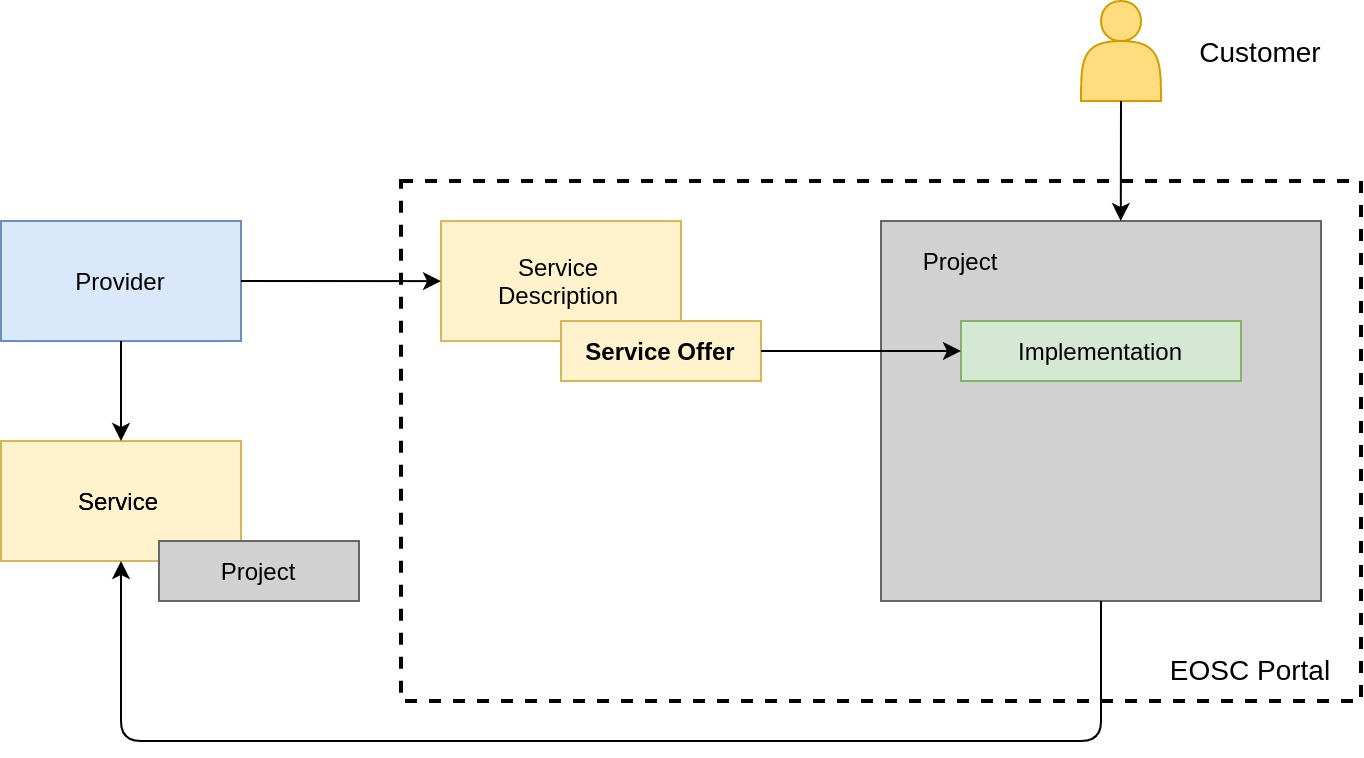 Customer
Provider
Service
Description
Service Offer
Project
Implementation
Service
Project
EOSC Portal